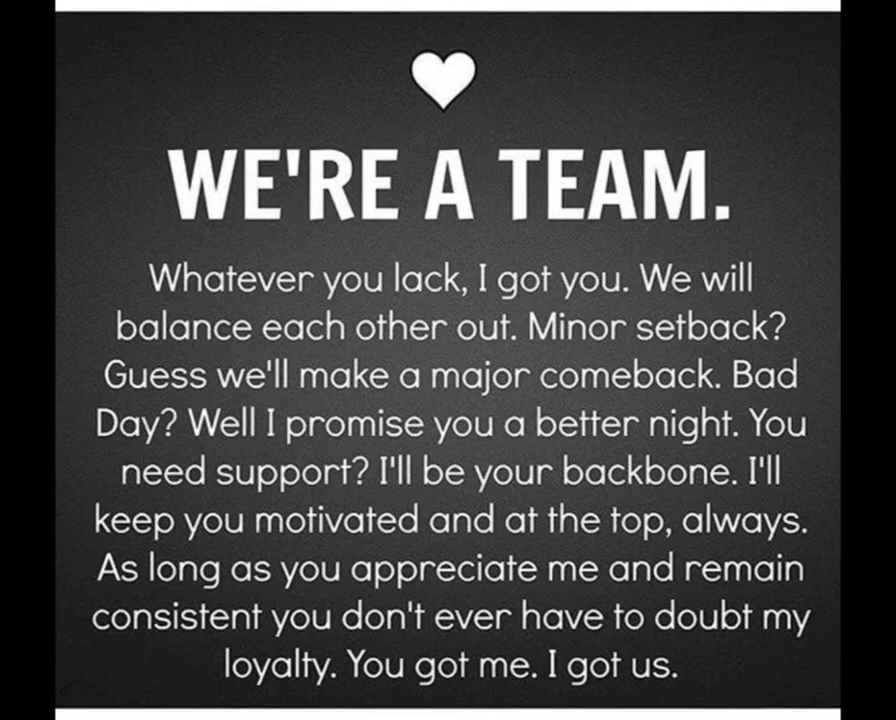 WE'RE A TEAM.
Whatever you lack, I got you. We will
balance each other out. Minor setback?
Guess we'll make a major comeback. Bad
Day? Well I promise you a better night. You
need support? I'll be your backbone. I'll
keep you motivated and at the top, always.
As long as you appreciate me and remain
consistent you don't ever have to doubt my
loyalty. You got me. I got us.